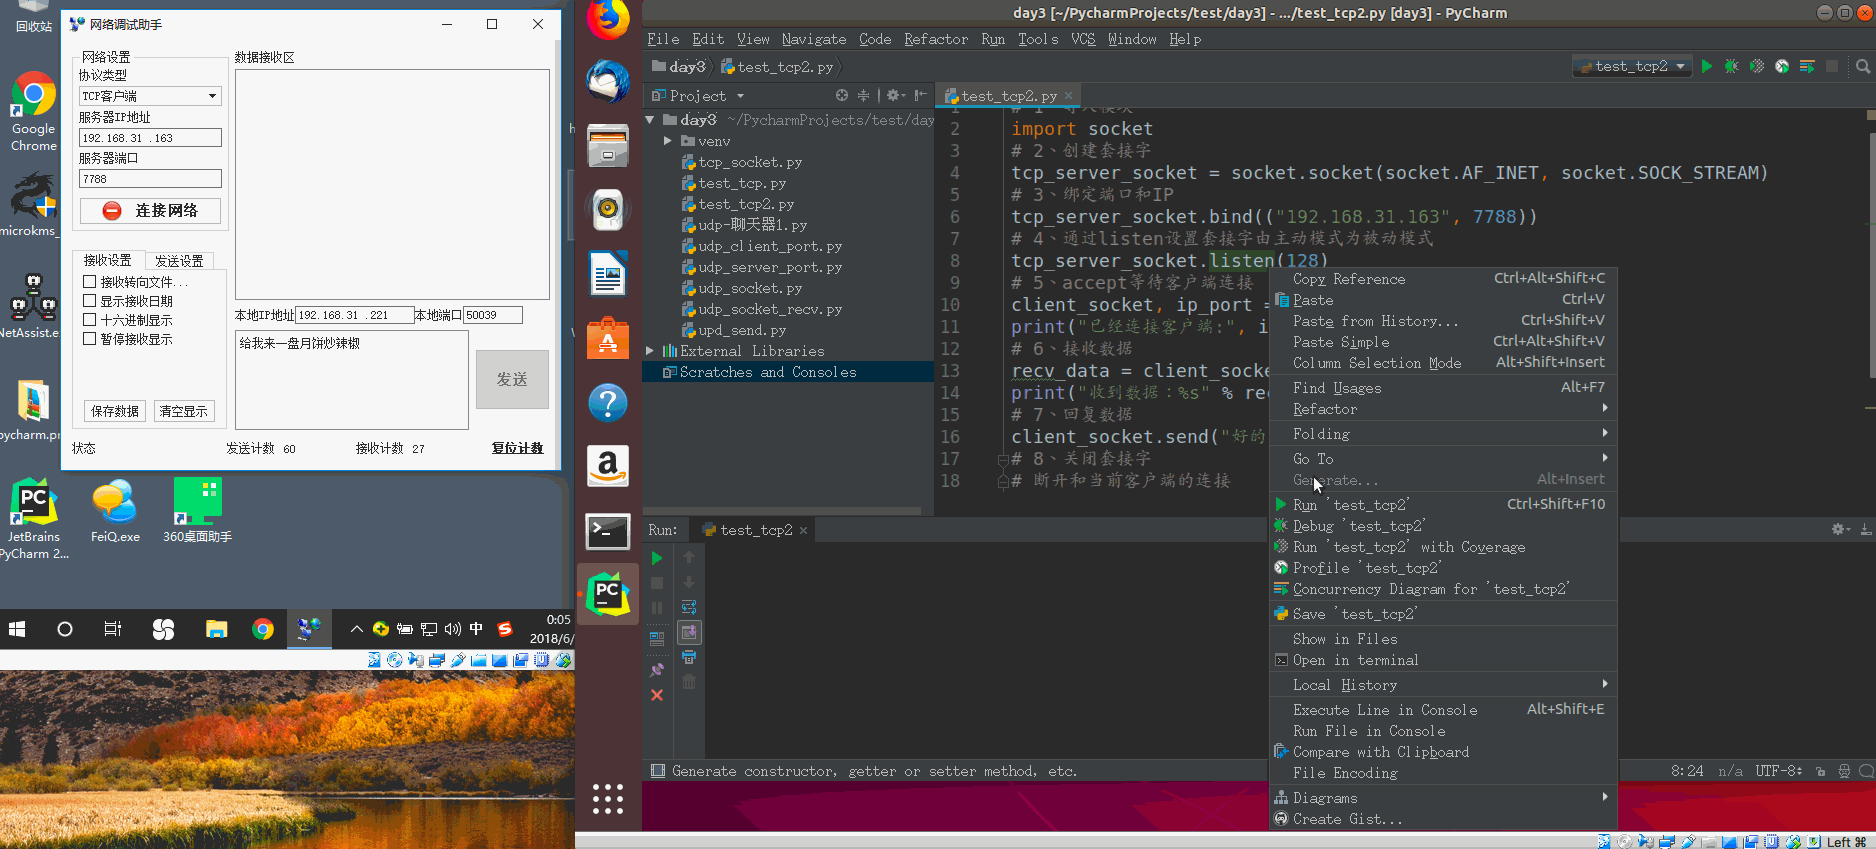 回收站
Google
Chrome
microkms_
NetAssist.e
pycharm.pr
JetBrains
PyCharm 2...
FeiQ.exe
360桌面助手
网络调试助手
网络设置
协议类型
TCP客户端
服务器IP地址
192.168.31 .163
服务器端口
7788
连接网络
接收设置
发送设置
接收转向文件...
显示接收日期
十六进制显示
暂停接收显示
保存数据
清空显示
数据接收区
本地IP地址 192.168.31 .221 本地端口 50039
给我来一盘月饼炒辣椒
发送
状态
发送计数 60
接收计数 27
复位计数
中
0:05
2018/6/
day3 [~/PycharmProjects/test/day3] - .../test_tcp2.py [day3] - PyCharm
File Edit View Navigate Code Refactor Run Tools VCS Window Help
day3 test_tcp2.py
test_tcp2
Project
test_tcp2.py
day3 ~/PycharmProjects/test/day
venv
tcp_socket.py
test_tcp.py
test_tcp2.py
udp-聊天器1.py
udp_client_port.py
udp_server_port.py
udp_socket.py
udp_socket_recv.py
upd_send.py
External Libraries
Scratches and Consoles
1 # 1、导入模块
2 import socket
3 # 2、创建套接字
4 tcp_server_socket = socket.socket(socket.AF_INET, socket.SOCK_STREAM)
5 # 3、绑定端口和IP
6 tcp_server_socket.bind(("192.168.31.163", 7788))
7 # 4、通过listen设置套接字由主动模式为被动模式
8 tcp_server_socket.listen(128)
9 # 5、accept等待客户端连接
10 client_socket, ip_port =
11 print("已经连接客户端:", i
12 # 6、接收数据
13 recv_data = client_socke
14 print("收到数据：%s" % rec
15 # 7、回复数据
16 client_socket.send("好的
17 # 8、关闭套接字
18 # 断开和当前客户端的连接
Copy Reference Ctrl+Alt+Shift+C
Paste Ctrl+V
Paste from History... Ctrl+Shift+V
Paste Simple Ctrl+Alt+Shift+V
Column Selection Mode Alt+Shift+Insert
Find Usages Alt+F7
Refactor
Folding
Go To
Generate... Alt+Insert
Run 'test_tcp2' Ctrl+Shift+F10
Debug 'test_tcp2'
Run 'test_tcp2' with Coverage
Profile 'test_tcp2'
Concurrency Diagram for 'test_tcp2'
Save 'test_tcp2'
Show in Files
Open in terminal
Local History
Execute Line in Console Alt+Shift+E
Run File in Console
Compare with Clipboard
File Encoding
Diagrams
Create Gist...
Run: test_tcp2
Generate constructor, getter or setter method, etc.
8:24 n/a UTF-8
Left ⌘